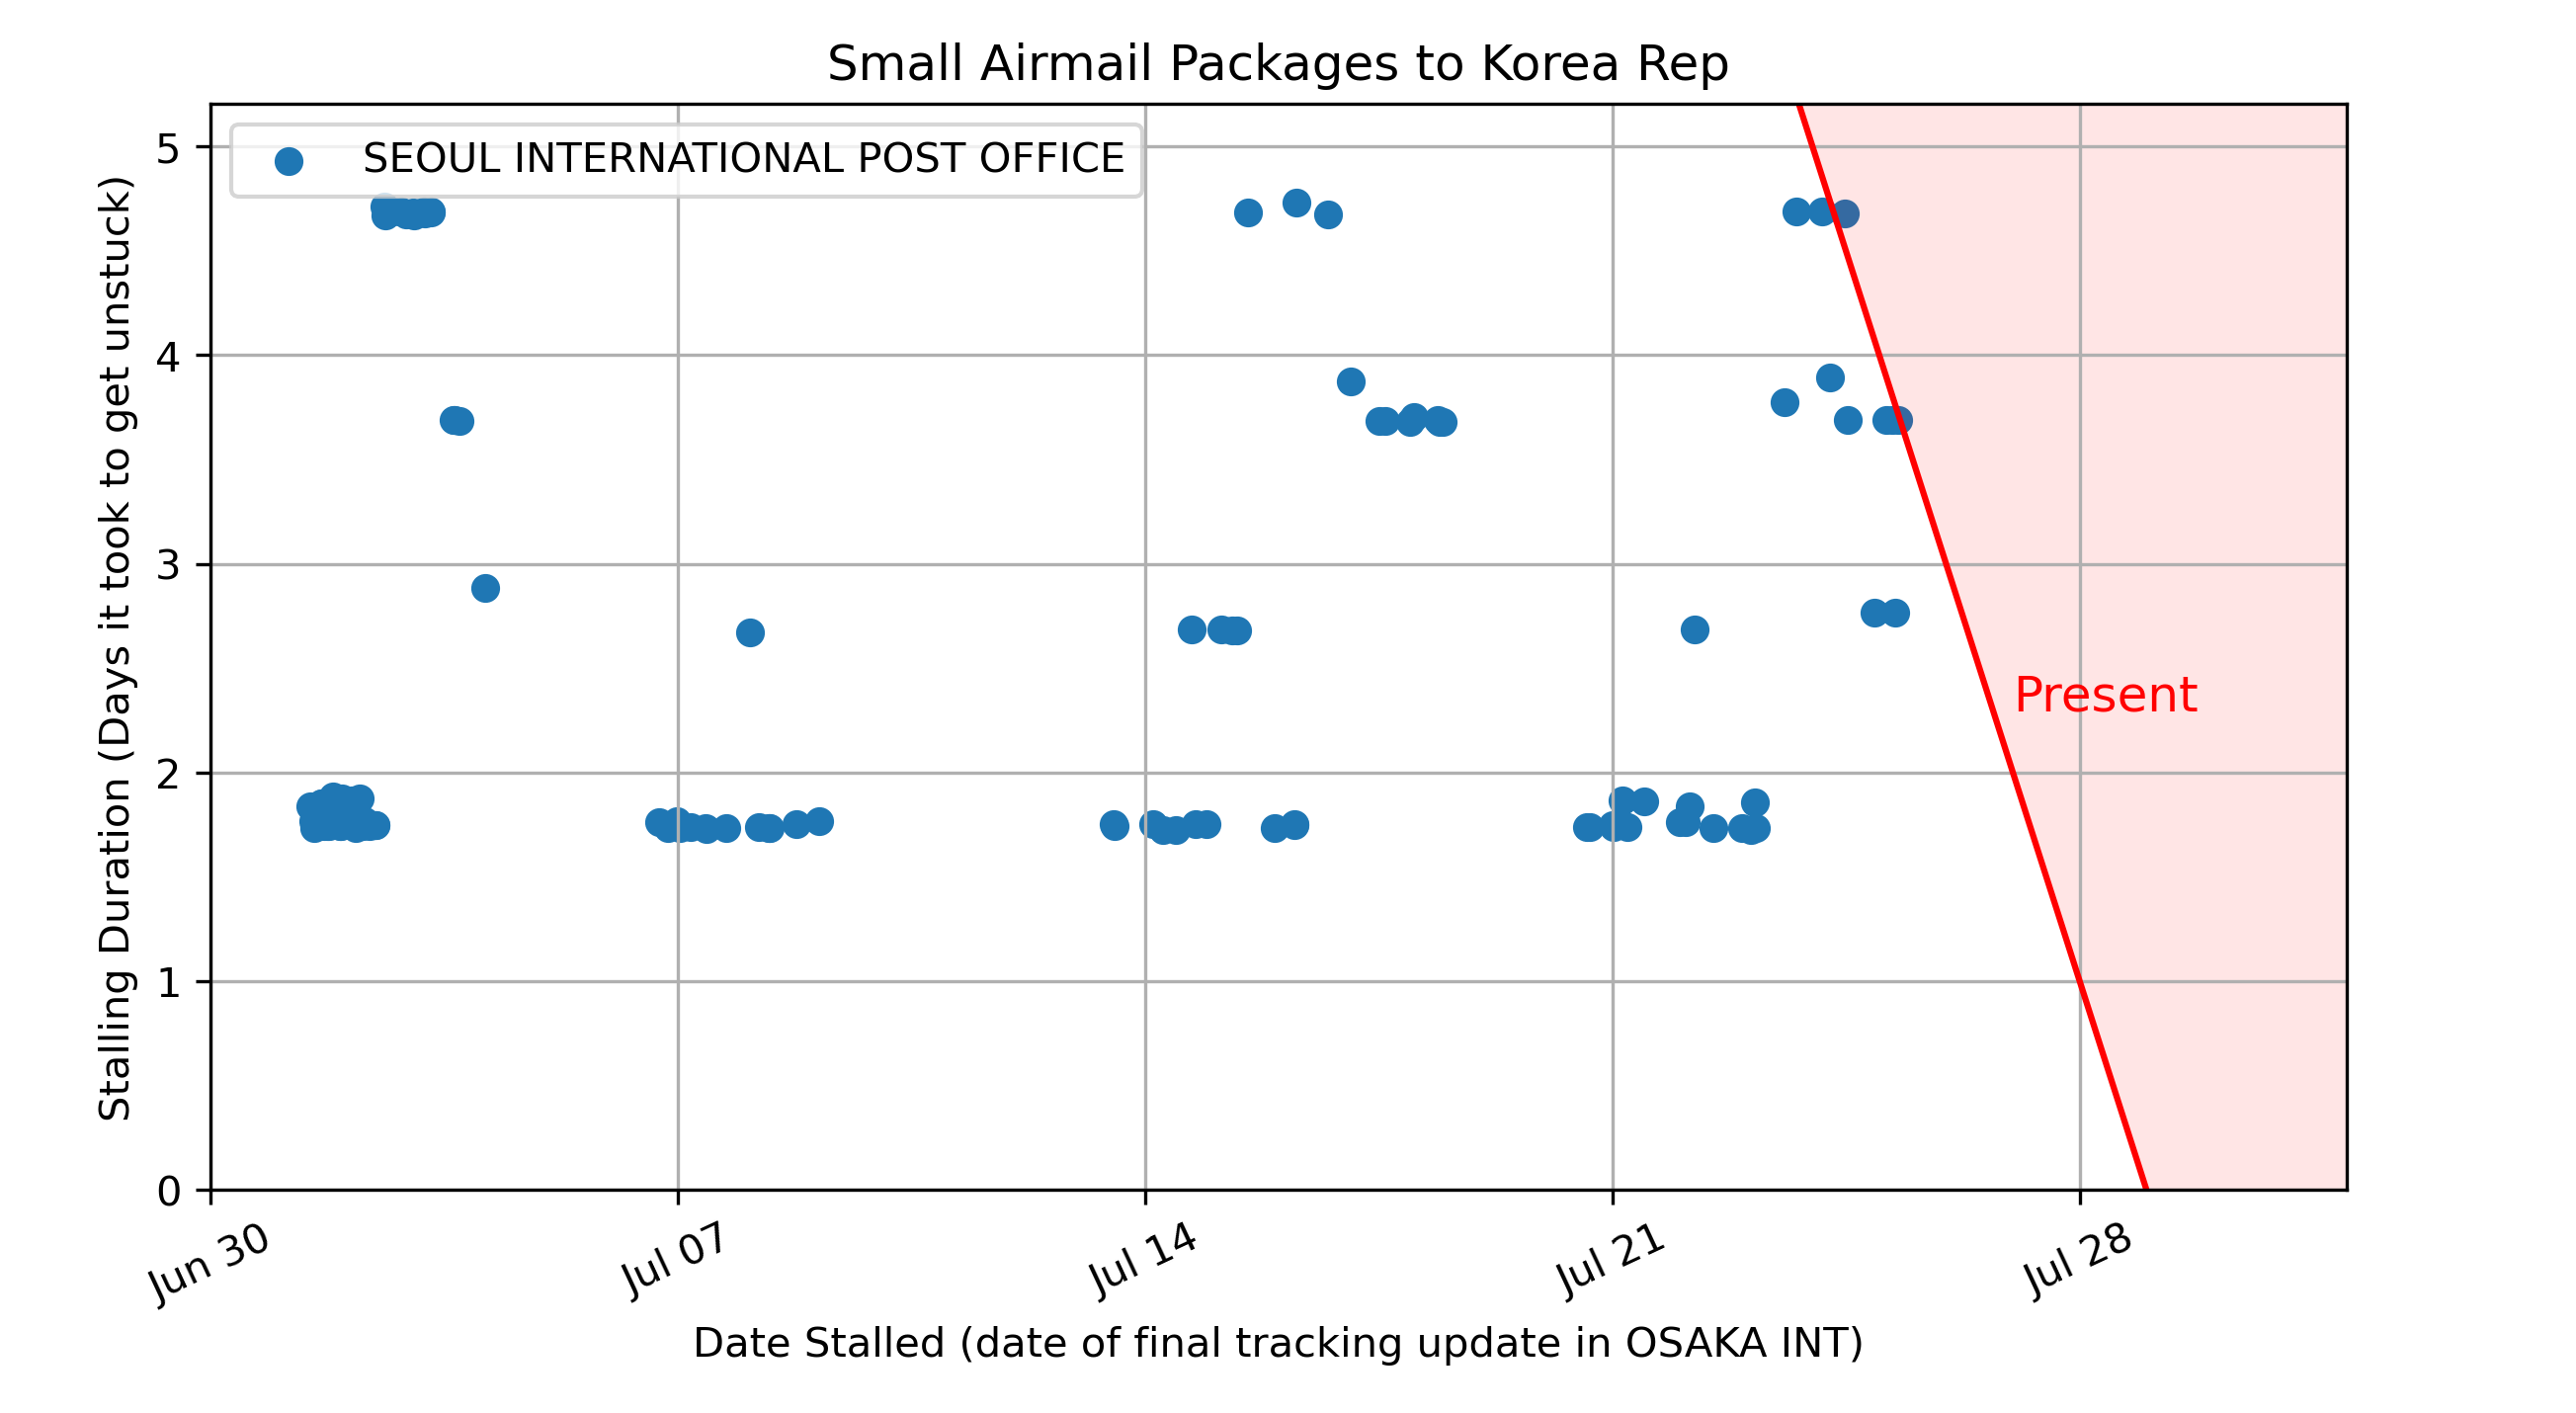 Small Airmail Packages to Korea Rep
SEOUL INTERNATIONAL POST OFFICE
Stalling Duration (Days it took to get unstuck)
5
4
3
2
1
0
Present
Jun 30
Jul 07
Jul 14
Jul 21
Jul 28
Date Stalled (date of final tracking update in OSAKA INT)